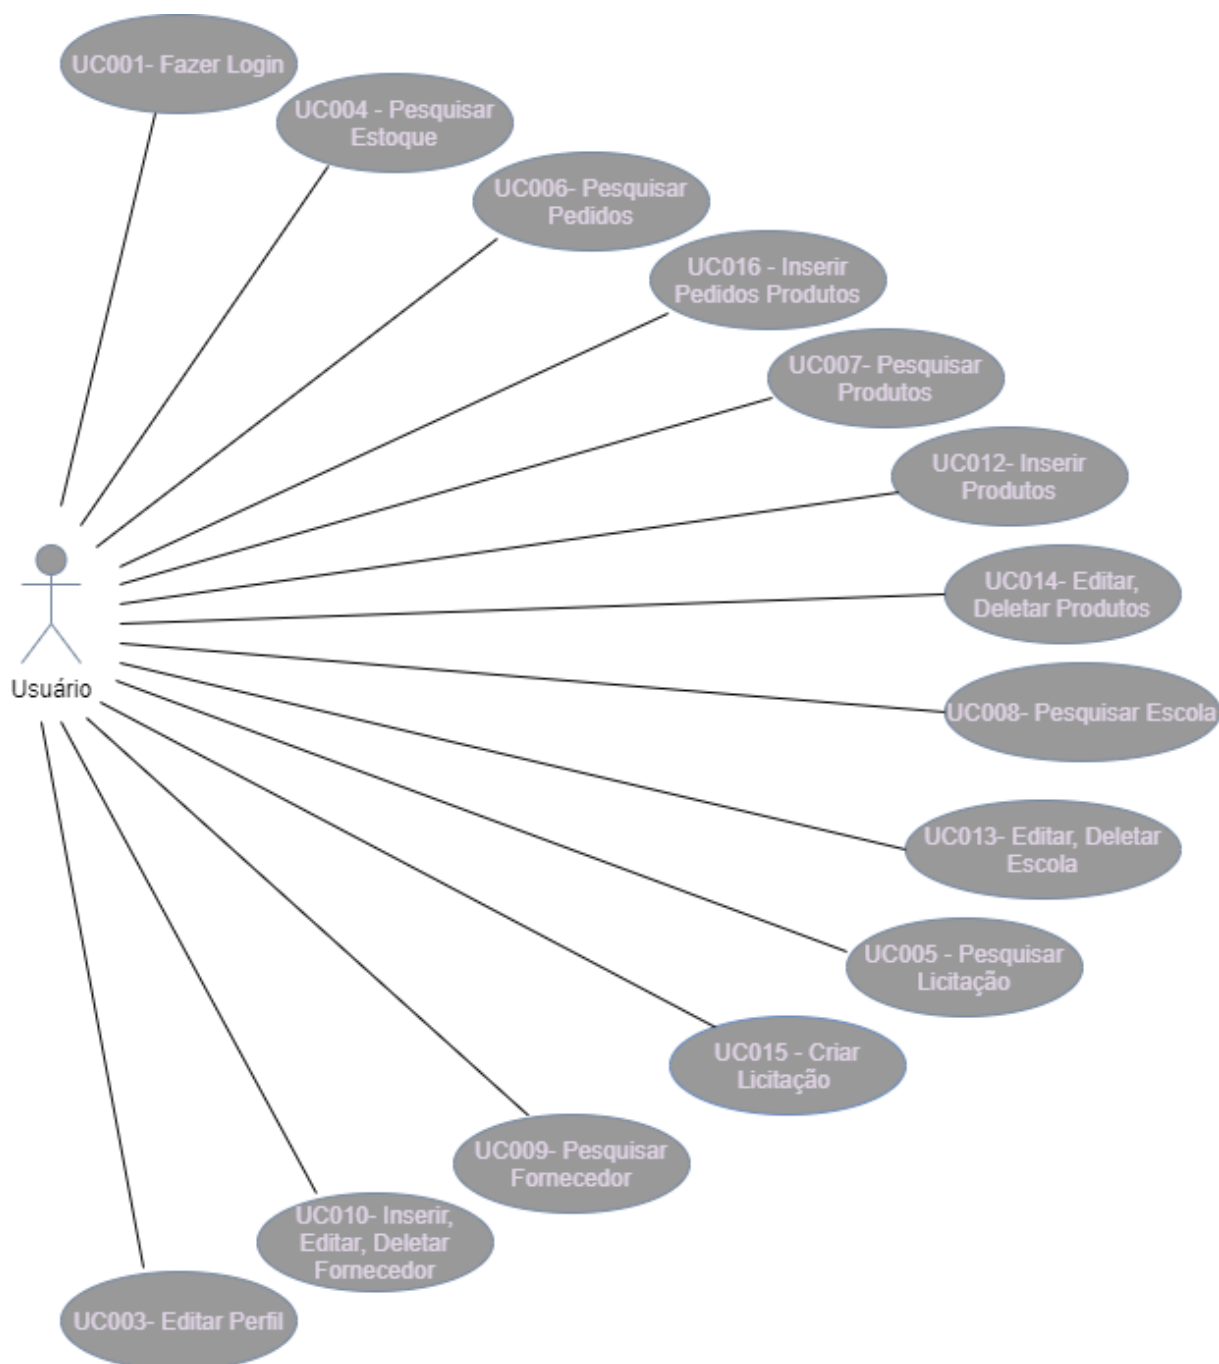 UC001- Fazer Login
UC004 - Pesquisar
Estoque
UC006- Pesquisar
Pedidos
UC016 - Inserir
Pedidos Produtos
UC007- Pesquisar
Produtos
UC012- Inserir
Produtos
UC014- Editar,
Deletar Produtos
Usuário
UC008- Pesquisar Escola
UC013- Editar, Deletar
Escola
UC005 - Pesquisar
Licitação
UC015 - Criar
Licitação
UC009- Pesquisar
Fornecedor
UC010- Inserir,
Editar, Deletar
Fornecedor
UC003- Editar Perfil